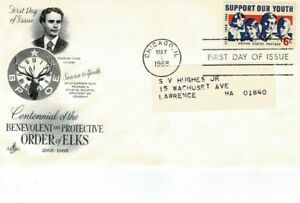 First Day
of Issue
CHARLES VIVIAN
FOUNDER
B P O E
Service to Youth
Centennial of the
BENEVOLENT AND PROTECTIVE
ORDER OF ELKS
1868-1968
CHICAGO, IL
MAY
1
1968
SUPPORT OUR YOUTH
6¢
UNITED STATES POSTAGE
FIRST DAY OF ISSUE
S V HUGHES JR
15 WACHUSET AVE
LAWRENCE MA 01840